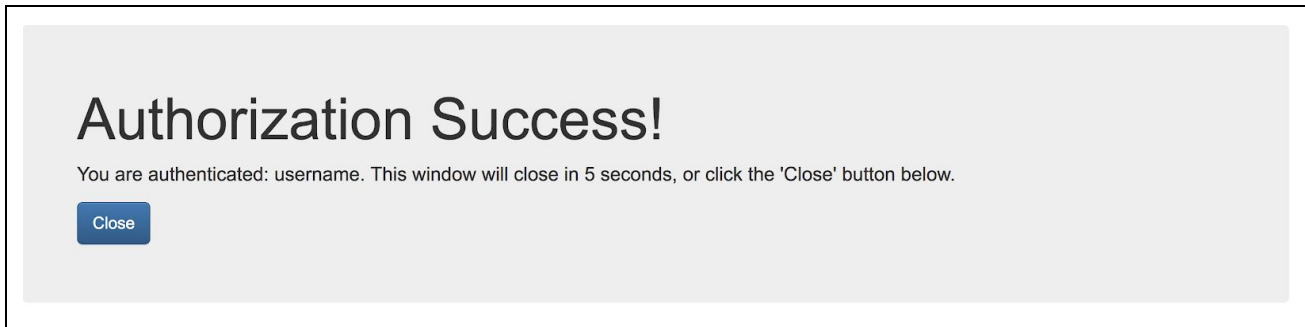 Authorization Success!
You are authenticated: username. This window will close in 5 seconds, or click the 'Close' button below.
Close